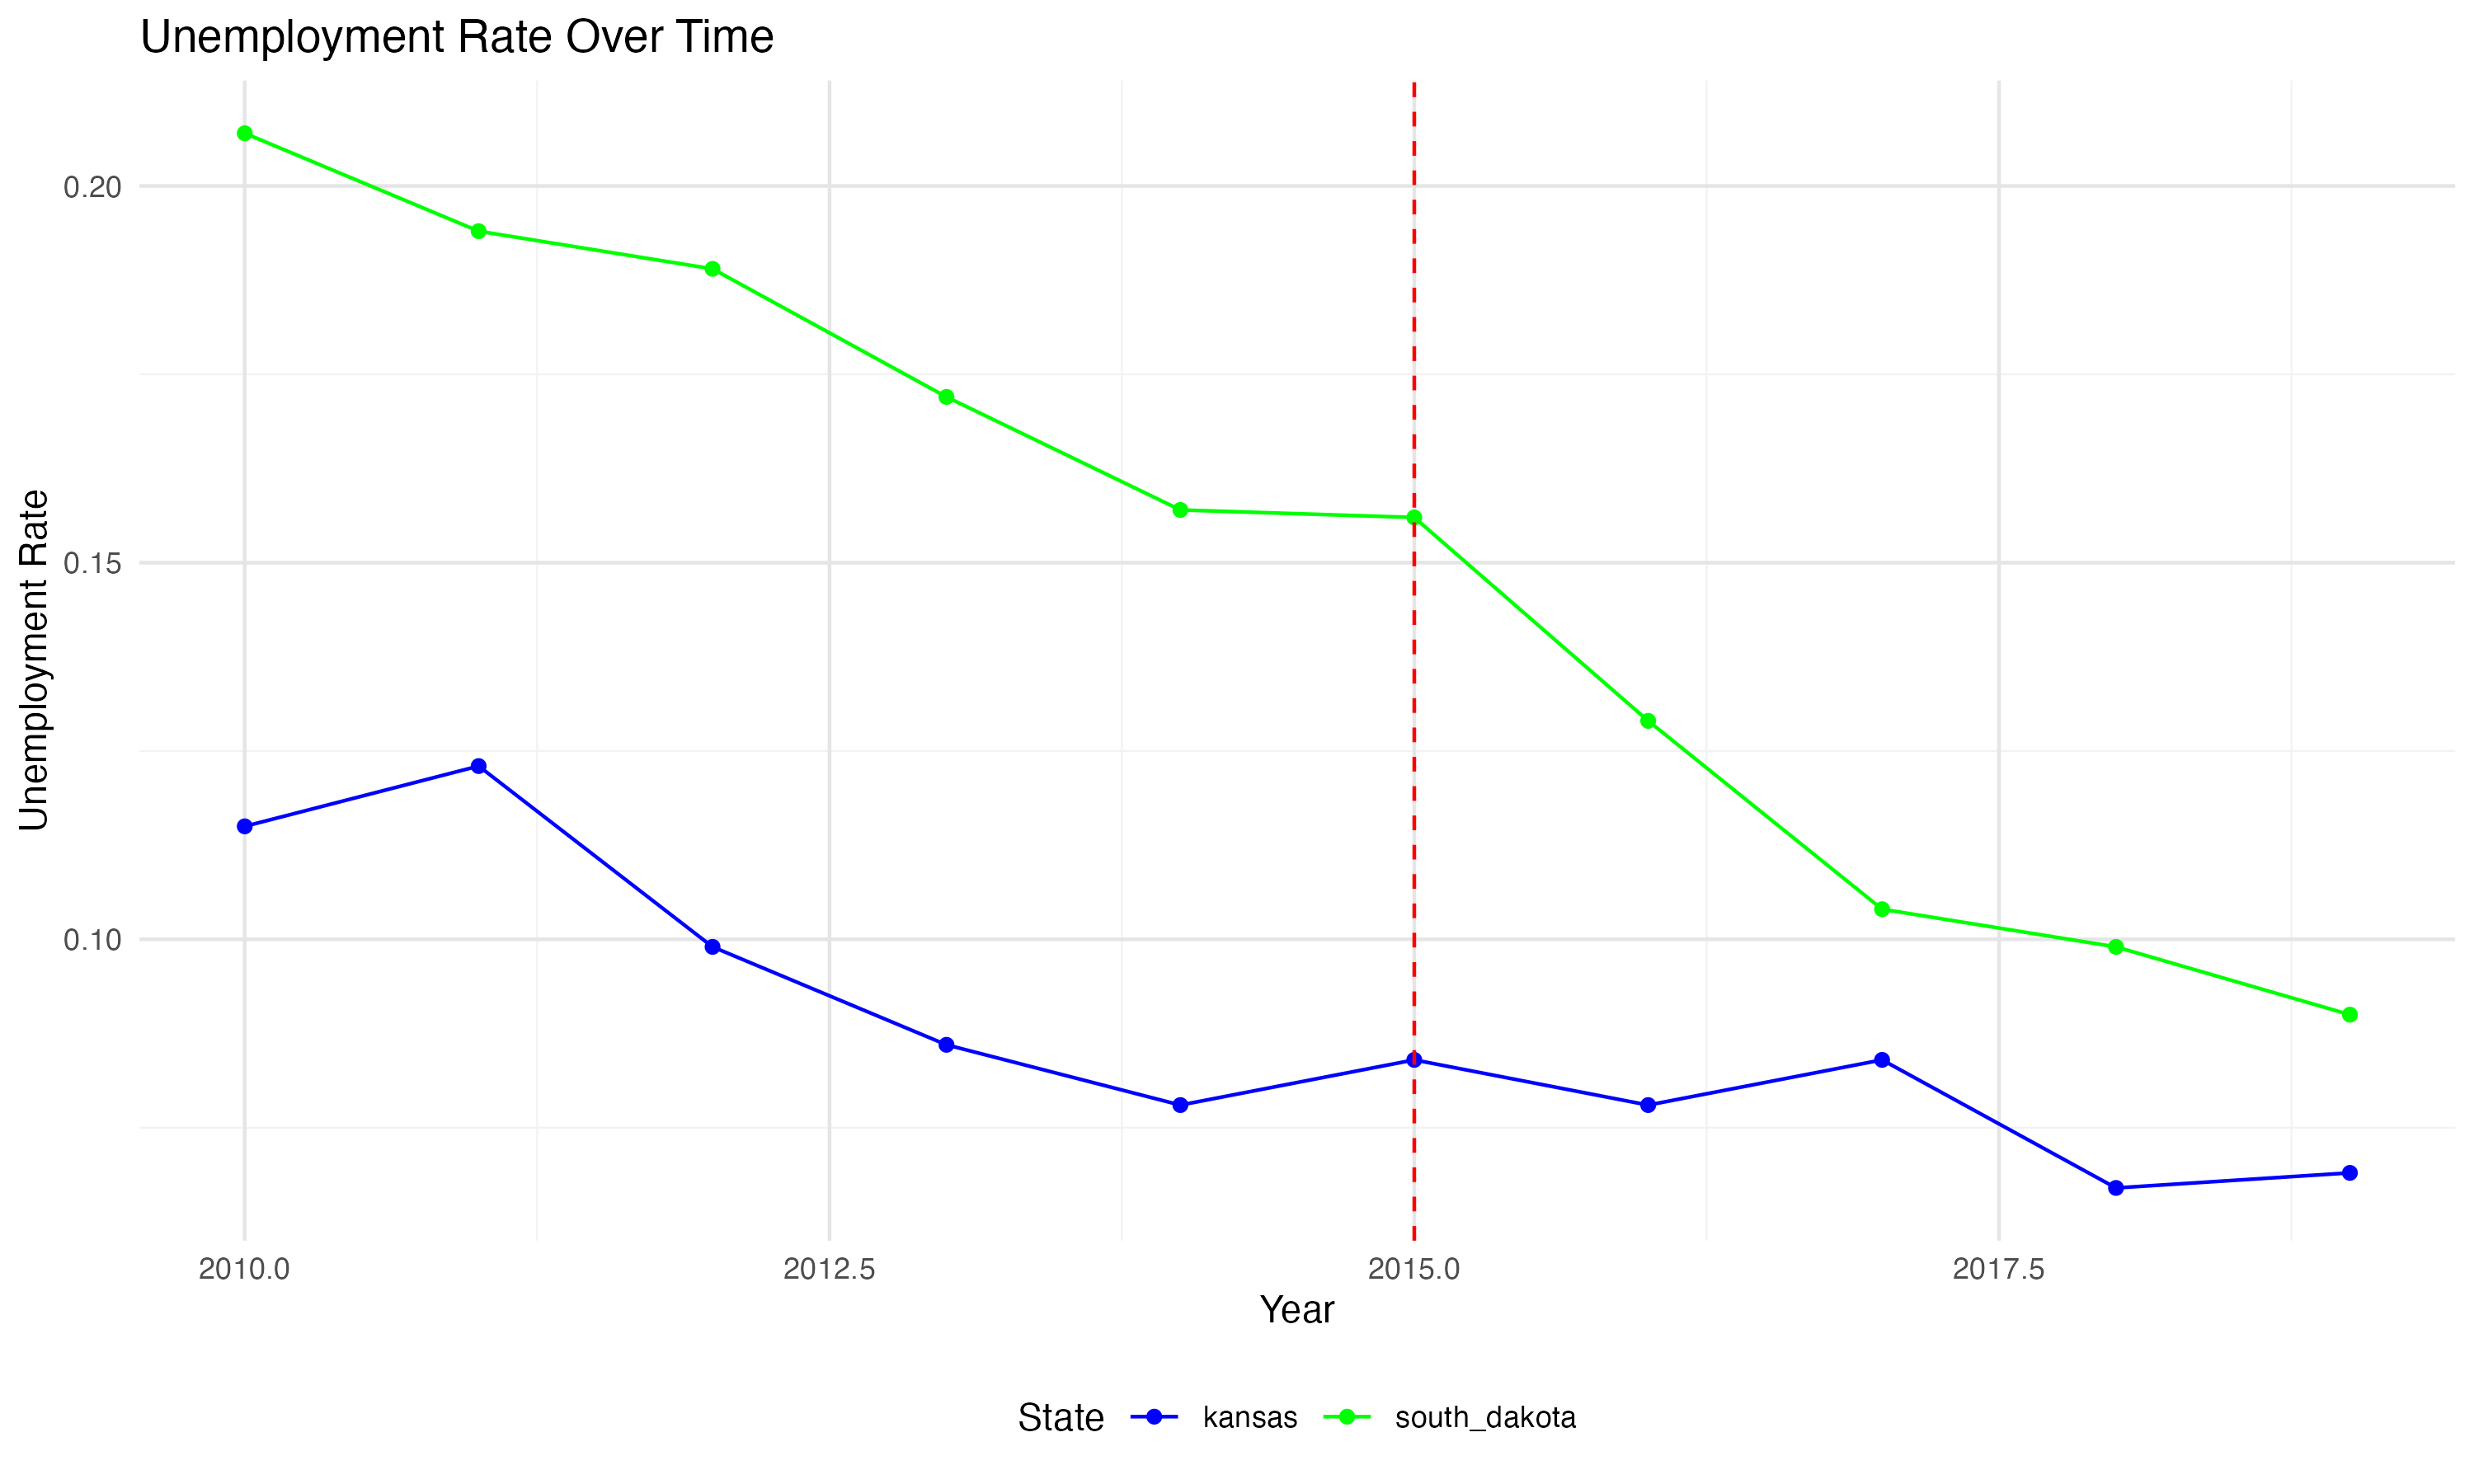 Unemployment Rate Over Time
Unemployment Rate
0.20
0.15
0.10
2010.0 2012.5 2015.0 2017.5
Year
State kansas south_dakota